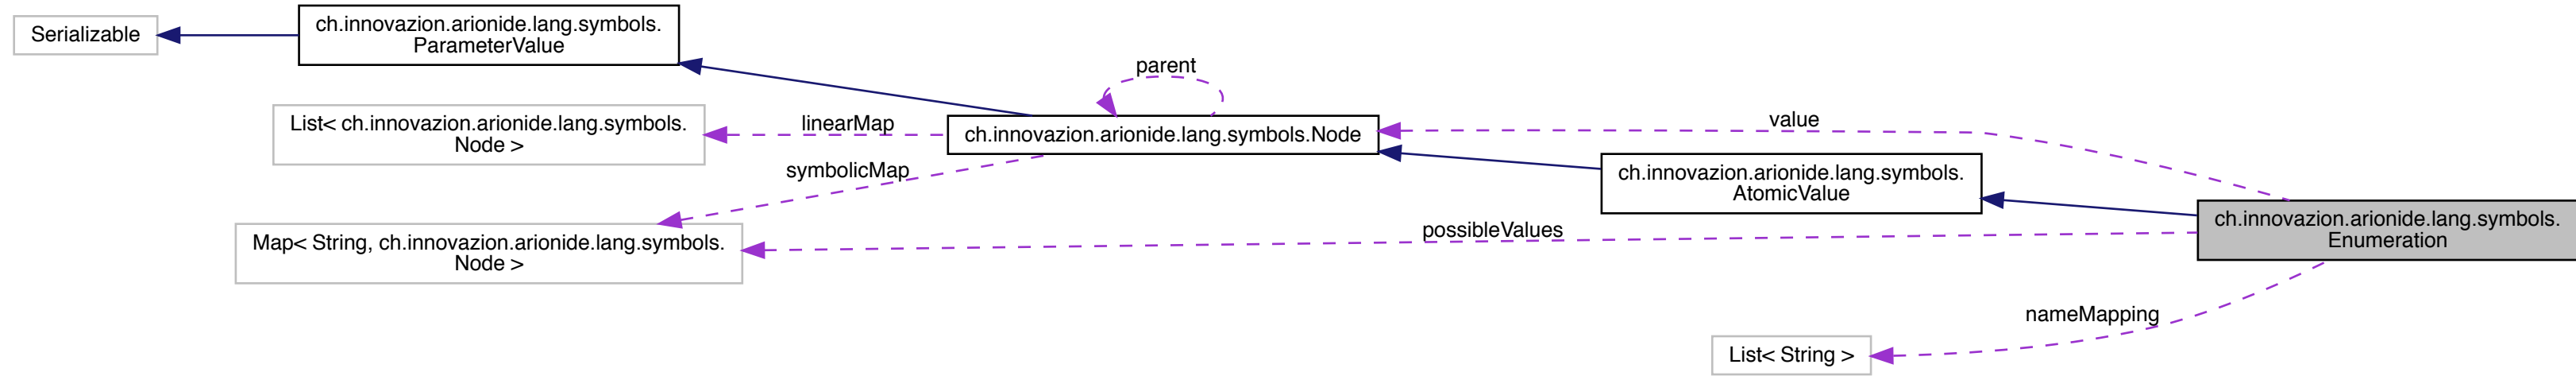 Serializable
ch.innovazion.arionide.lang.symbols.
ParameterValue
parent
List< ch.innovazion.arionide.lang.symbols.
Node >
linearMap
ch.innovazion.arionide.lang.symbols.Node
value
symbolicMap
ch.innovazion.arionide.lang.symbols.
AtomicValue
Map< String, ch.innovazion.arionide.lang.symbols.
Node >
possibleValues
ch.innovazion.arionide.lang.symbols.
Enumeration
nameMapping
List< String >